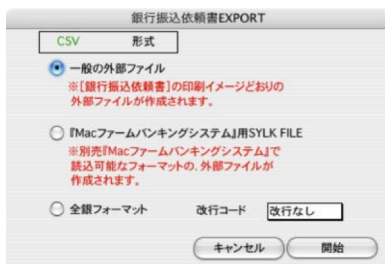 銀行振込依頼書EXPORT
CSV 形式
一般の外部ファイル
※[銀行振込依頼書]の印刷イメージどおりの
外部ファイルが作成されます。
『Macファームバンキングシステム』用SYLK FILE
※別売『Macファームバンキングシステム』で
読込可能なフォーマットの、外部ファイルが
作成されます。
全銀フォーマット 改行コード 改行なし
キャンセル 開始